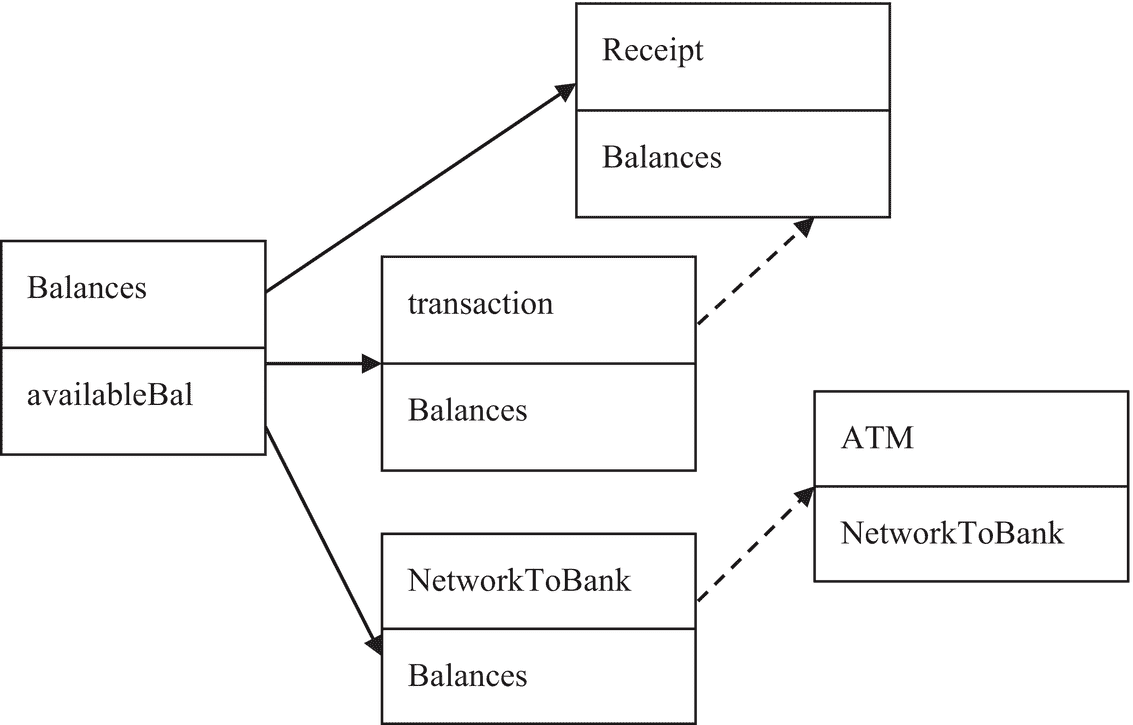 Receipt
Balances
Balances
availableBal
transaction
Balances
ATM
NetworkToBank
NetworkToBank
Balances